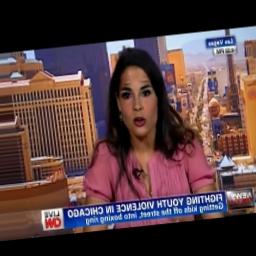 Las Vegas
FIGHTING YOUTH VIOLENCE IN CHICAGO
Getting kids off the street, into boxing ring
LIVE
CNN
NEWS